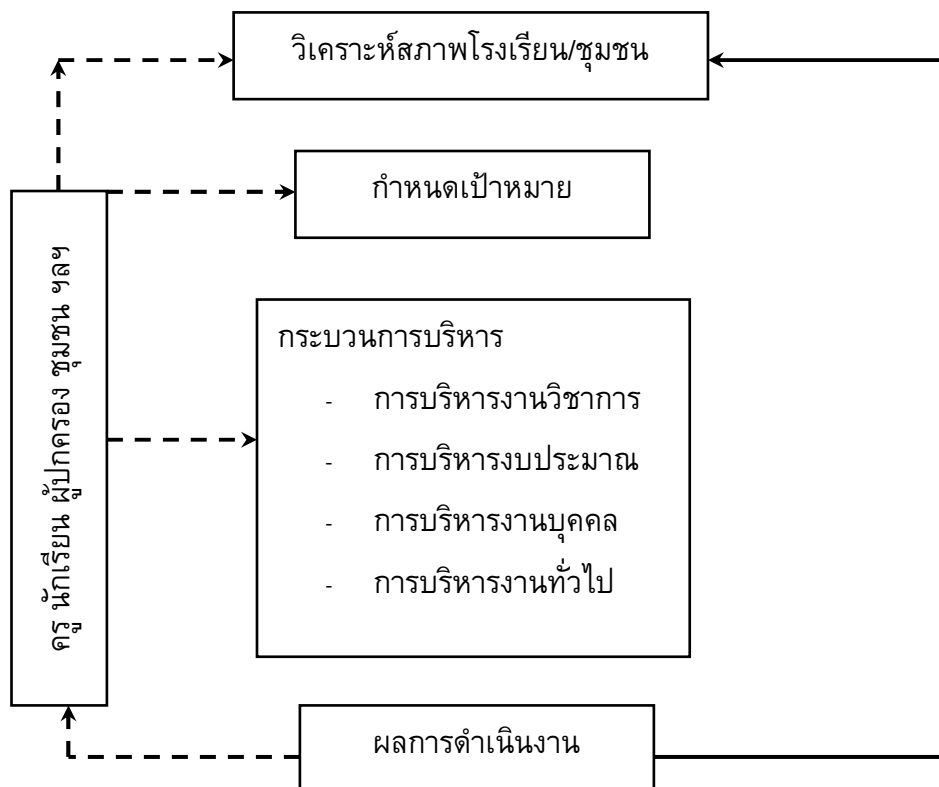 วิเคราะห์สภาพโรงเรียน/ชุมชน
กำหนดเป้าหมาย
ครู นักเรียน ผู้ปกครอง ชุมชน ฯลฯ
กระบวนการบริหาร
- การบริหารงานวิชาการ
- การบริหารงบประมาณ
- การบริหารงานบุคคล
- การบริหารงานทั่วไป
ผลการดำเนินงาน